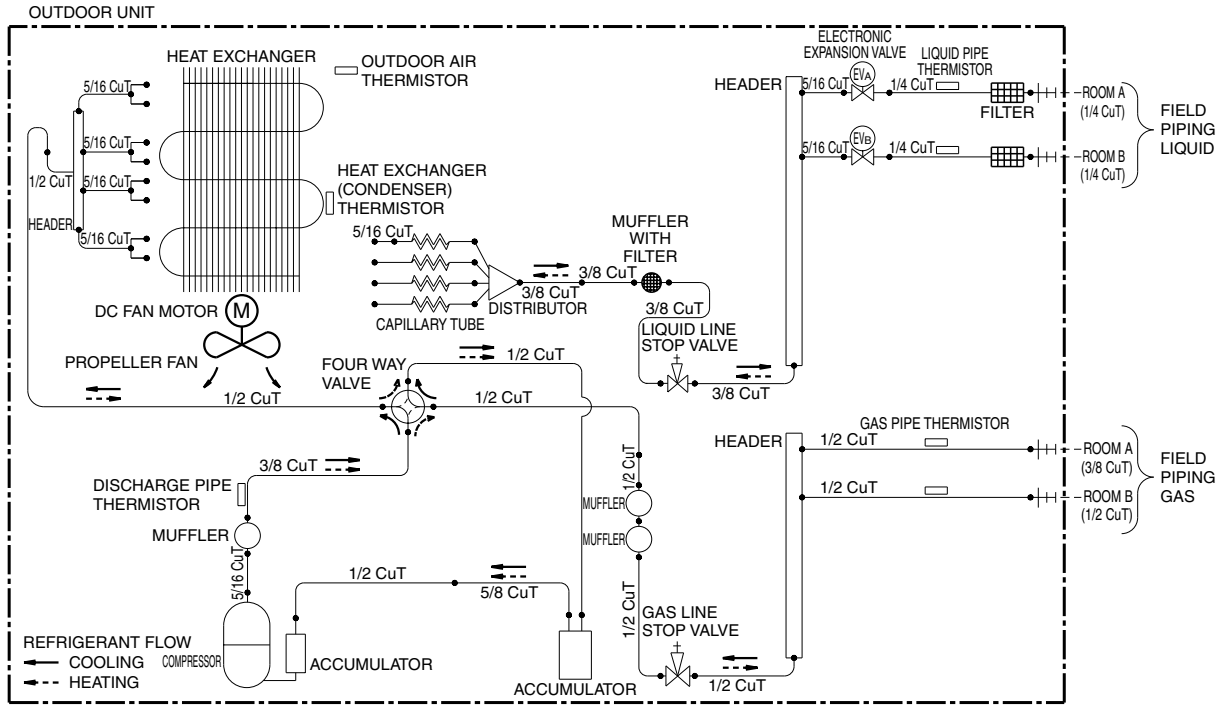 OUTDOOR UNIT
HEAT EXCHANGER
OUTDOOR AIR
THERMISTOR
5/16 CuT
5/16 CuT
5/16 CuT
5/16 CuT
1/2 CuT
HEADER
HEAT EXCHANGER
(CONDENSER)
THERMISTOR
DC FAN MOTOR
M
PROPELLER FAN
5/16 CuT
CAPILLARY TUBE
DISTRIBUTOR
3/8 CuT
3/8 CuT
MUFFLER
WITH
FILTER
3/8 CuT
LIQUID LINE
STOP VALVE
3/8 CuT
HEADER
ELECTRONIC
EXPANSION VALVE
LIQUID PIPE
THERMISTOR
5/16 CuT
EVA
1/4 CuT
FILTER
ROOM A
(1/4 CuT)
5/16 CuT
EVB
1/4 CuT
ROOM B
(1/4 CuT)
FIELD
PIPING
LIQUID
FOUR WAY
VALVE
1/2 CuT
1/2 CuT
1/2 CuT
3/8 CuT
DISCHARGE PIPE
THERMISTOR
MUFFLER
5/16 CuT
COMPRESSOR
ACCUMULATOR
1/2 CuT
5/8 CuT
ACCUMULATOR
1/2 CuT
MUFFLER
MUFFLER
1/2 CuT
GAS LINE
STOP VALVE
1/2 CuT
HEADER
GAS PIPE THERMISTOR
1/2 CuT
ROOM A
(3/8 CuT)
1/2 CuT
ROOM B
(1/2 CuT)
FIELD
PIPING
GAS
REFRIGERANT FLOW
COOLING
HEATING